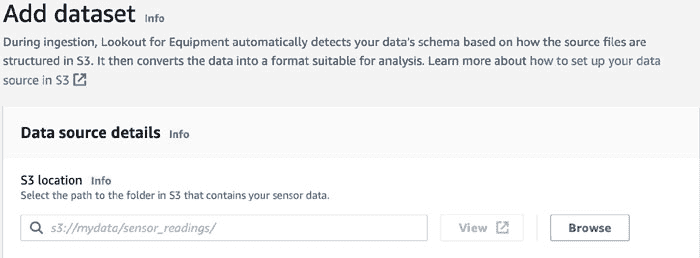 Add dataset Info
During ingestion, Lookout for Equipment automatically detects your data's schema based on how the source files are
structured in S3. It then converts the data into a format suitable for analysis. Learn more about how to set up your data
source in S3
Data source details Info
S3 location Info
Select the path to the folder in S3 that contains your sensor data.
s3://mydata/sensor_readings/ View Browse